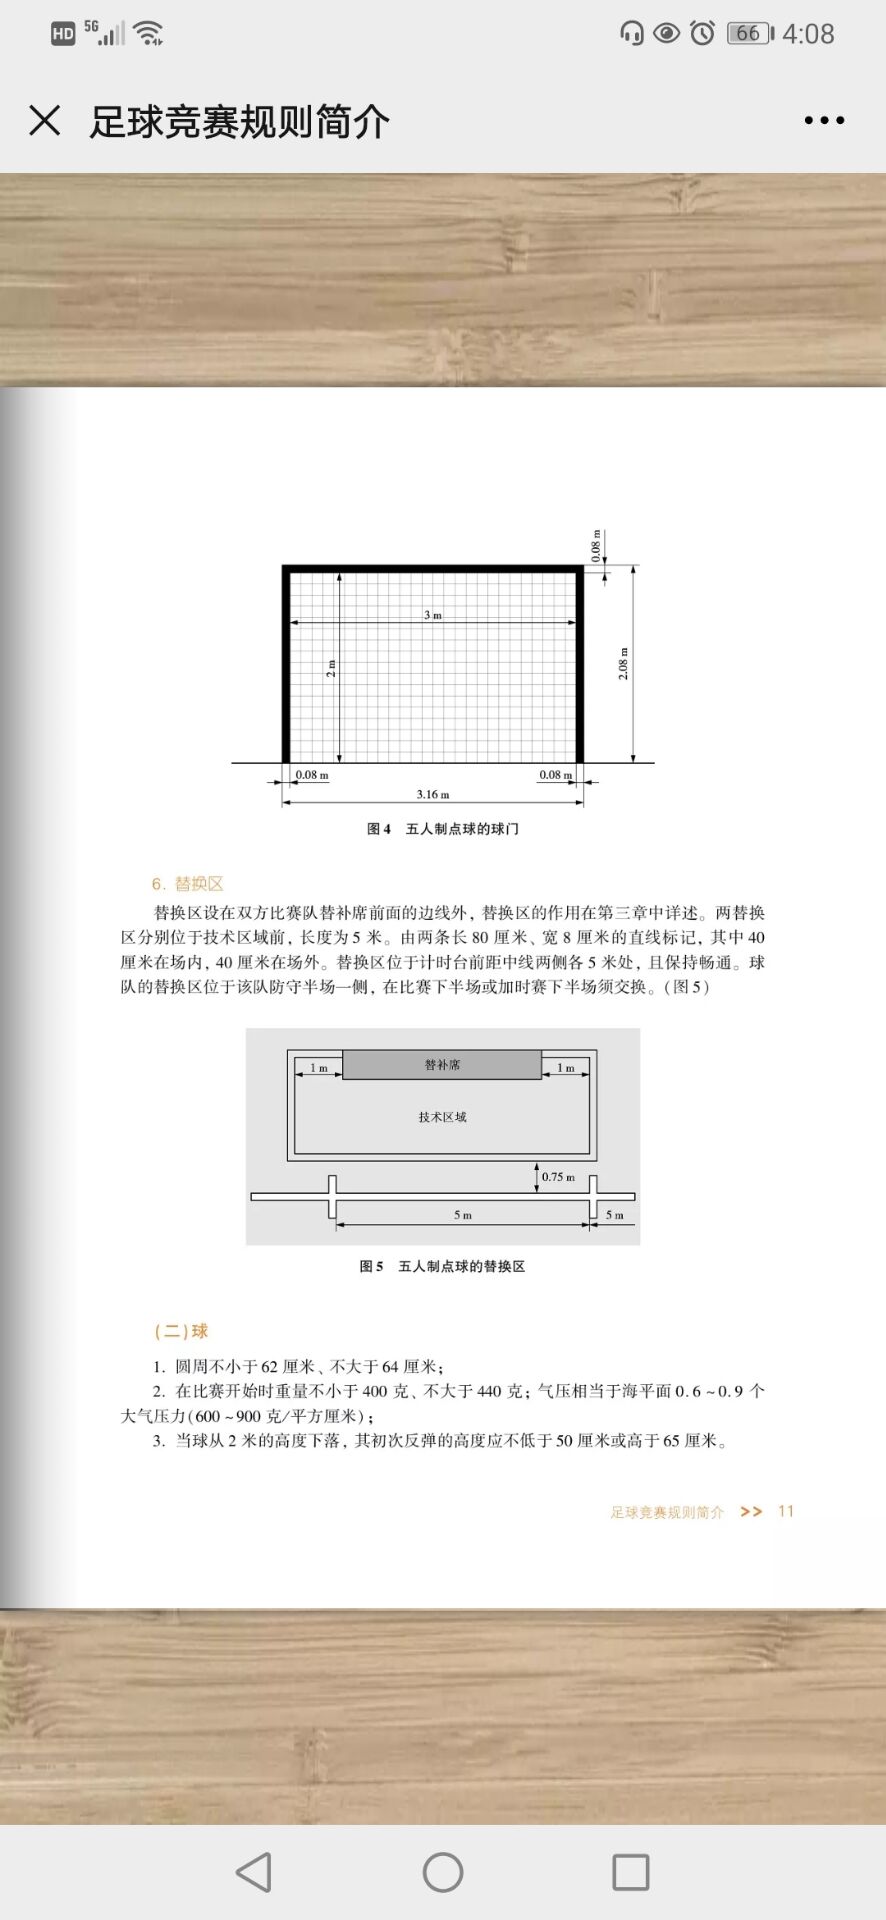 HD 5G 66 4:08
足球竞赛规则简介
0.08 m
3 m
2 m
2.08 m
0.08 m
0.08 m
3.16 m
图 4 五人制点球的球门
6. 替换区
替换区设在双方比赛队替补席前面的边线外，替换区的作用在第三章中详述。两替换
区分别位于技术区域前，长度为 5 米。由两条长 80 厘米、宽 8 厘米的直线标记，其中 40
厘米在场内，40 厘米在场外。替换区位于计时台前距中线两侧各 5 米处，且保持畅通。球
队的替换区位于该队防守半场一侧，在比赛下半场或加时赛下半场须交换。(图 5)
1 m 替补席 1 m
技术区域
0.75 m
5 m 5 m
图 5 五人制点球的替换区
(二)球
1. 圆周不小于 62 厘米、不大于 64 厘米；
2. 在比赛开始时重量不小于 400 克、不大于 440 克；气压相当于海平面 0.6 ~ 0.9 个
大气压力(600 ~ 900 克/平方厘米)；
3. 当球从 2 米的高度下落，其初次反弹的高度应不低于 50 厘米或高于 65 厘米。
足球竞赛规则简介 >> 11